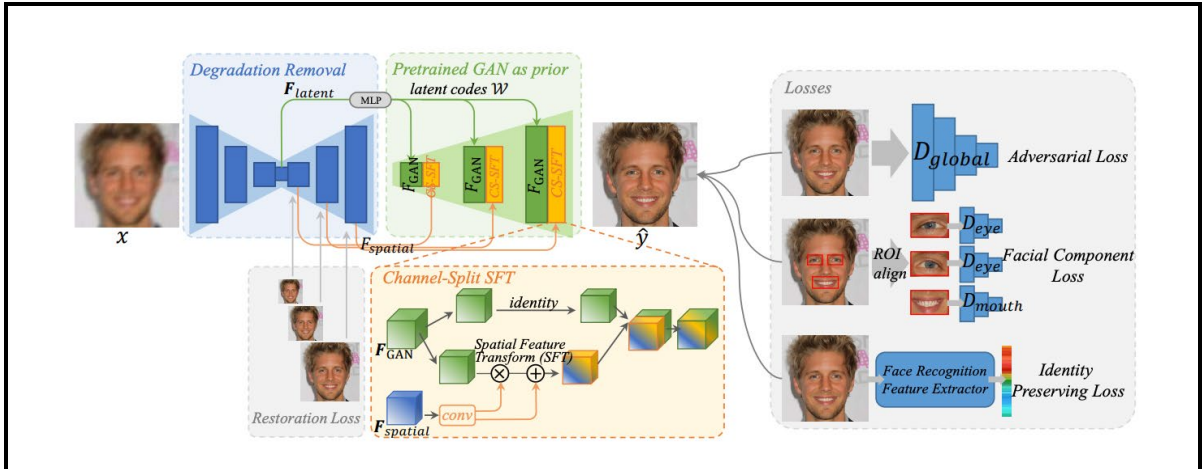 Degradation Removal
F_latent
MLP
Pretrained GAN as prior
latent codes 𝒲
F_GAN
CS-SFT
F_GAN
CS-SFT
F_GAN
CS-SFT
x
F_spatial
ŷ
Restoration Loss
Channel-Split SFT
identity
F_GAN
Spatial Feature
Transform (SFT)
conv
F_spatial
Losses
D_global
Adversarial Loss
ROI
align
D_eye
D_eye
D_mouth
Facial Component
Loss
Face Recognition
Feature Extractor
Identity
Preserving Loss